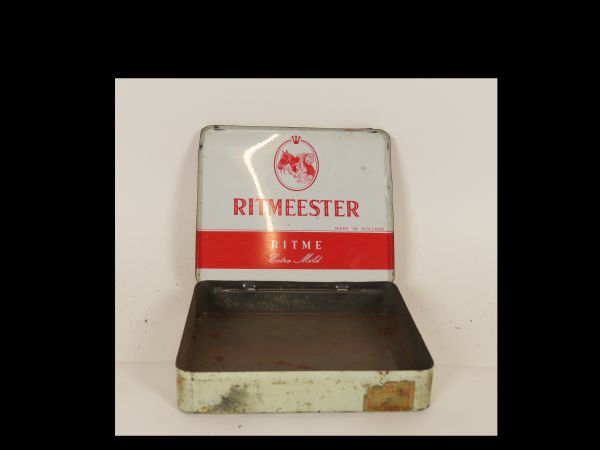 RITMEESTER
MADE IN HOLLAND
RITME
Extra Mild